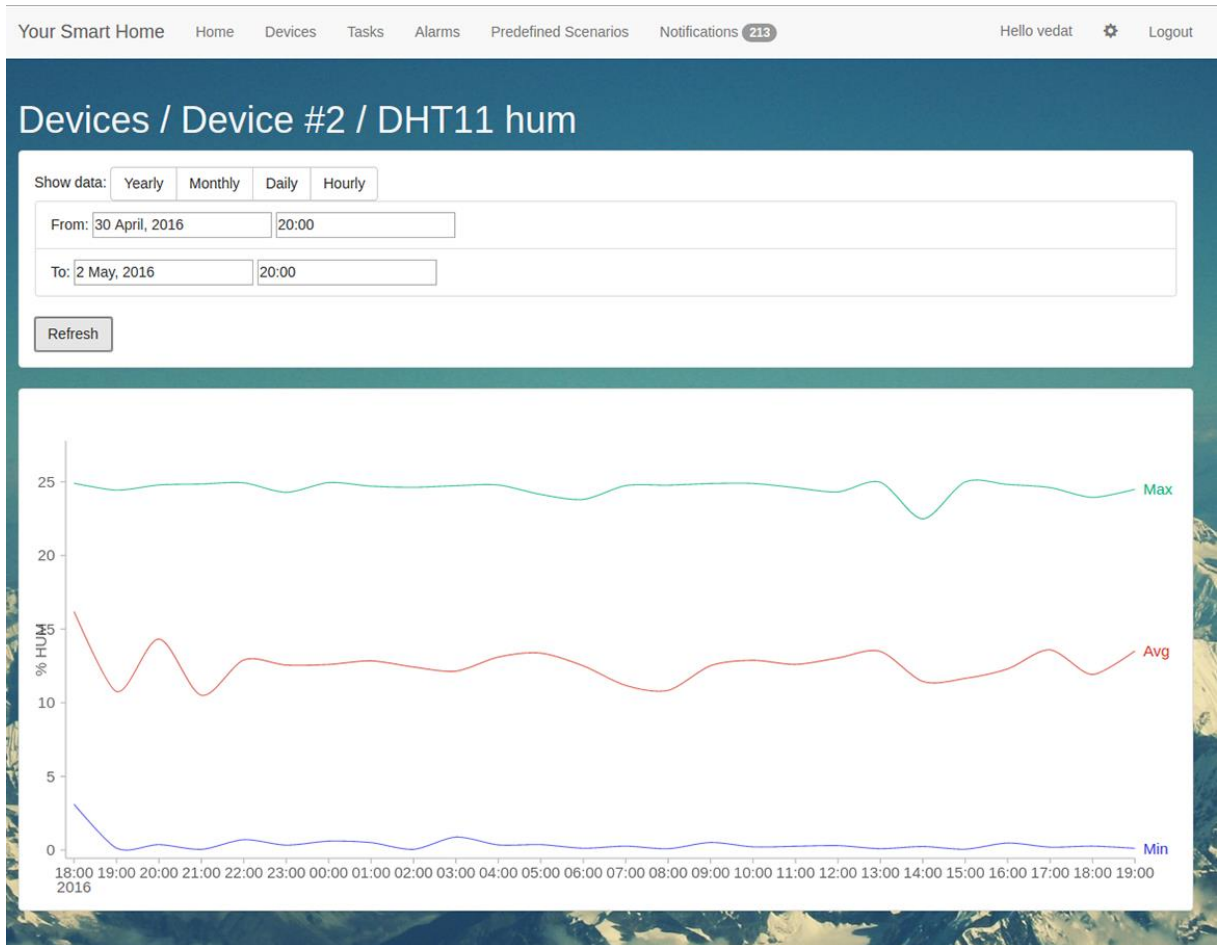 Your Smart Home Home Devices Tasks Alarms Predefined Scenarios Notifications 213 Hello vedat Logout
Devices / Device #2 / DHT11 hum
Show data: Yearly Monthly Daily Hourly
From: 30 April, 2016 20:00
To: 2 May, 2016 20:00
Refresh
25
Max
20
15
% HUM
Avg
10
5
0
Min
18:00 19:00 20:00 21:00 22:00 23:00 00:00 01:00 02:00 03:00 04:00 05:00 06:00 07:00 08:00 09:00 10:00 11:00 12:00 13:00 14:00 15:00 16:00 17:00 18:00 19:00
2016